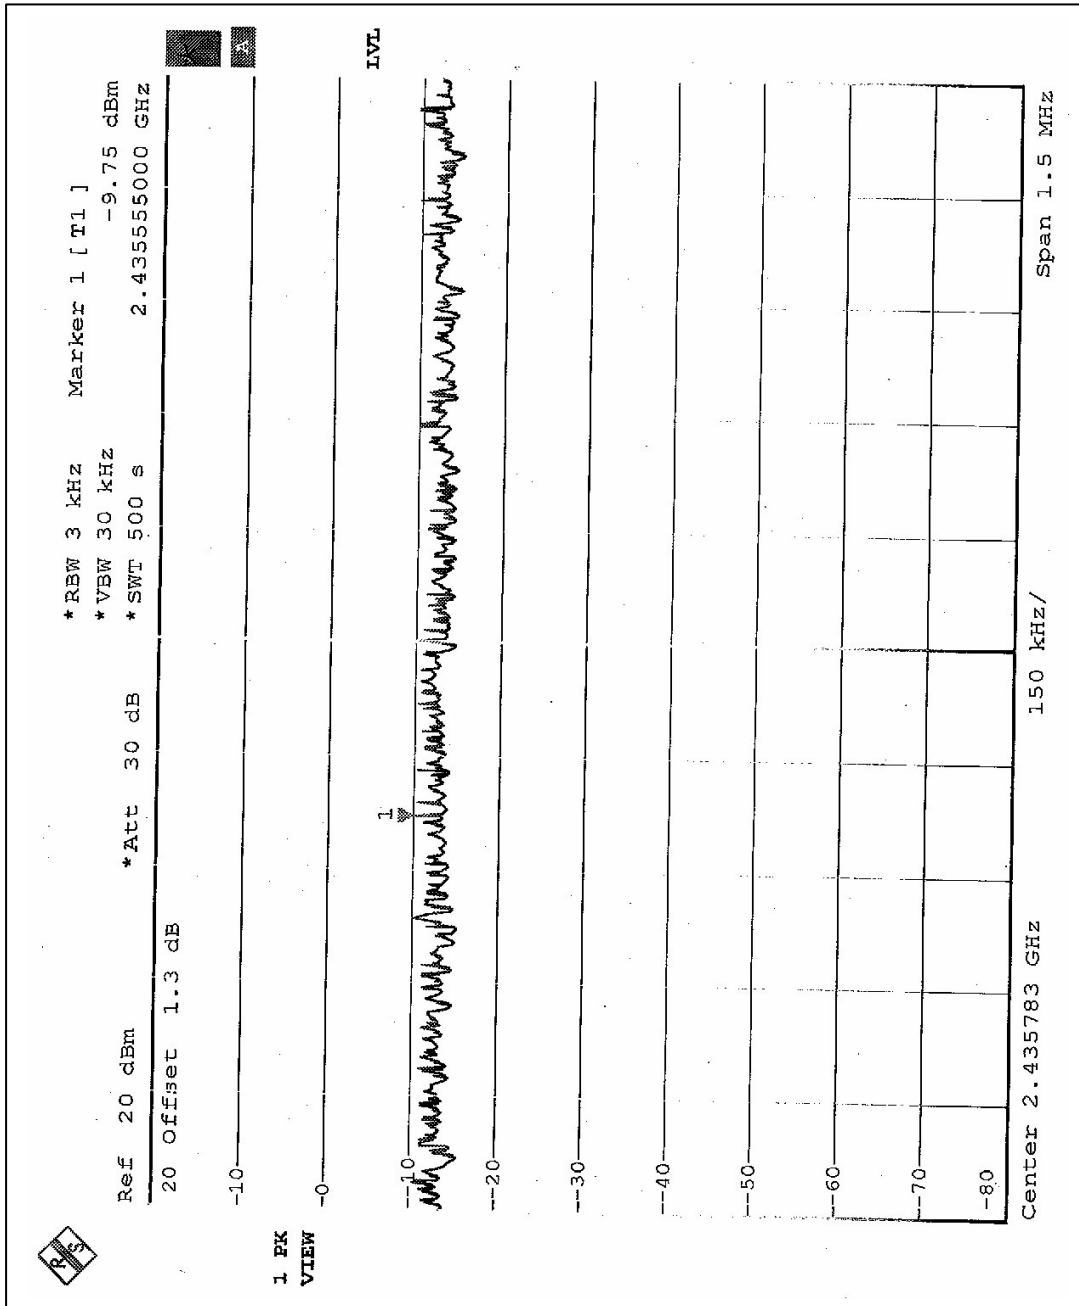 R S
*RBW 3 kHz Marker 1 [T1 ]
*VBW 30 kHz -9.75 dBm
Ref 20 dBm *Att 30 dB *SWT 500 s 2.435555000 GHz
20 Offset 1.3 dB
A
-10
1 PK
VIEW
-0
LVL
1
--10
--20
--30
--40
--50
--60
--70
-80
Center 2.435783 GHz 150 kHz/ Span 1.5 MHz